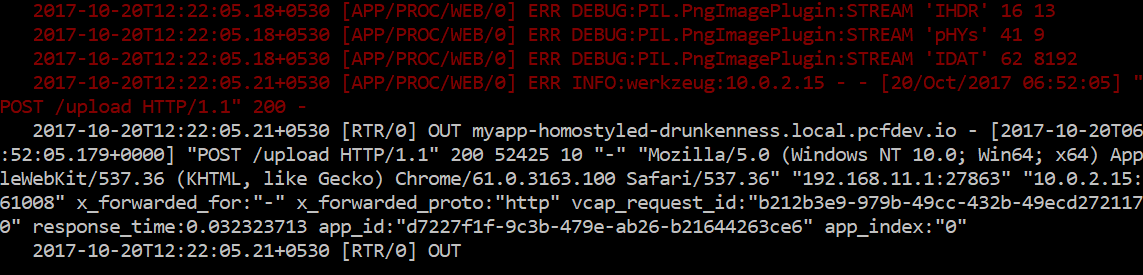 2017-10-20T12:22:05.18+0530 [APP/PROC/WEB/0] ERR DEBUG:PIL.PngImagePlugin:STREAM 'IHDR' 16 13
2017-10-20T12:22:05.18+0530 [APP/PROC/WEB/0] ERR DEBUG:PIL.PngImagePlugin:STREAM 'pHYs' 41 9
2017-10-20T12:22:05.18+0530 [APP/PROC/WEB/0] ERR DEBUG:PIL.PngImagePlugin:STREAM 'IDAT' 62 8192
2017-10-20T12:22:05.21+0530 [APP/PROC/WEB/0] ERR INFO:werkzeug:10.0.2.15 - - [20/Oct/2017 06:52:05] "
POST /upload HTTP/1.1" 200 -
2017-10-20T12:22:05.21+0530 [RTR/0] OUT myapp-homostyled-drunkenness.local.pcfdev.io - [2017-10-20T06
:52:05.179+0000] "POST /upload HTTP/1.1" 200 52425 10 "-" "Mozilla/5.0 (Windows NT 10.0; Win64; x64) App
leWebKit/537.36 (KHTML, like Gecko) Chrome/61.0.3163.100 Safari/537.36" "192.168.11.1:27863" "10.0.2.15:
61008" x_forwarded_for:"-" x_forwarded_proto:"http" vcap_request_id:"b212b3e9-979b-49cc-432b-49ecd272117
0" response_time:0.032323713 app_id:"d7227f1f-9c3b-479e-ab26-b21644263ce6" app_index:"0"
2017-10-20T12:22:05.21+0530 [RTR/0] OUT